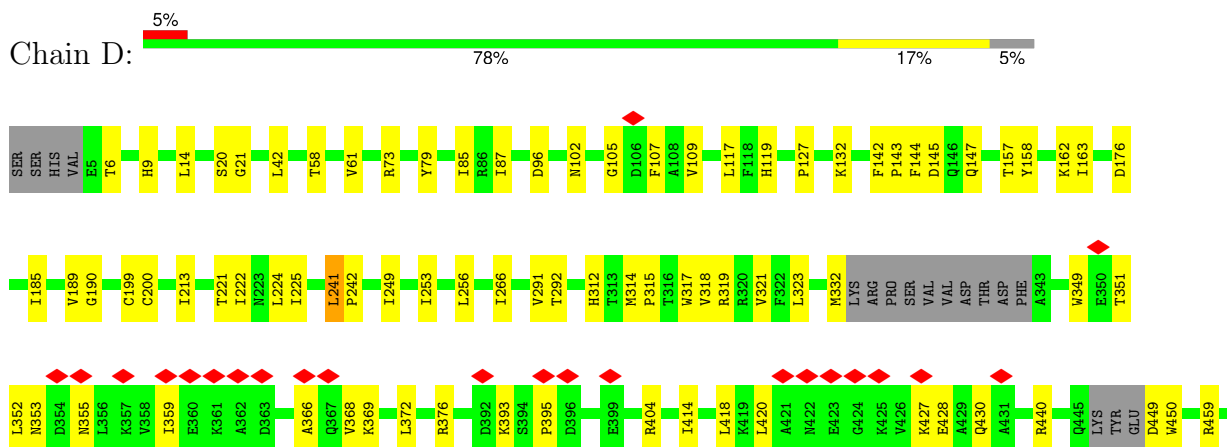 5%
Chain D:
78% 17% 5%
SER SER HIS VAL E5 T6 H9 L14 S20 G21 L42 T58 V61 R73 Y79 I85 R86 I87 D96 N102 G105 D106 F107 A108 V109 L117 F118 H119 P127 K132 F142 P143 F144 D145 Q146 Q147 T157 Y158 K162 I163 D176
I185 V189 G190 C199 C200 I213 T221 I222 N223 L224 I225 L241 P242 I249 I253 L256 I266 V291 T292 H312 T313 M314 P315 T316 W317 V318 R319 R320 V321 F322 L323 M332 LYS ARG PRO SER VAL VAL ASP THR ASP PHE A343 W349 E350 T351
L352 N353 D354 N355 L356 K357 V358 I359 E360 K361 A362 D363 A366 Q367 V368 K369 L372 R376 D392 K393 S394 P395 D396 E399 R404 I414 L418 K419 L420 A421 N422 E423 G424 K425 V426 K427 E428 A429 Q430 A431 R440 Q445 LYS TYR GLU D449 W450 R459